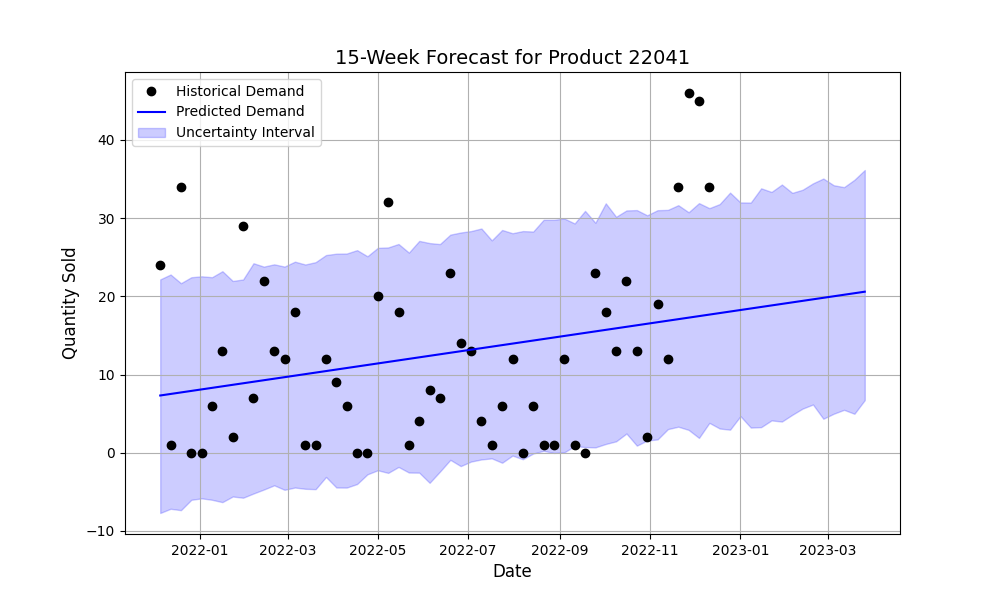 15-Week Forecast for Product 22041
Historical Demand
Predicted Demand
Uncertainty Interval
Quantity Sold
40
30
20
10
0
−10
2022-01 2022-03 2022-05 2022-07 2022-09 2022-11 2023-01 2023-03
Date